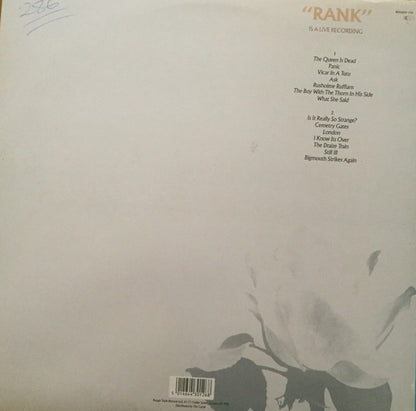 286
"RANK"
IS A LIVE RECORDING
1
The Queen Is Dead
Panic
Vicar In A Tutu
Ask
Rusholme Ruffians
The Boy With The Thorn In His Side
What She Said
2
Is It Really So Strange?
Cemetry Gates
London
I Know Its Over
The Draize Train
Still Ill
Bigmouth Strikes Again